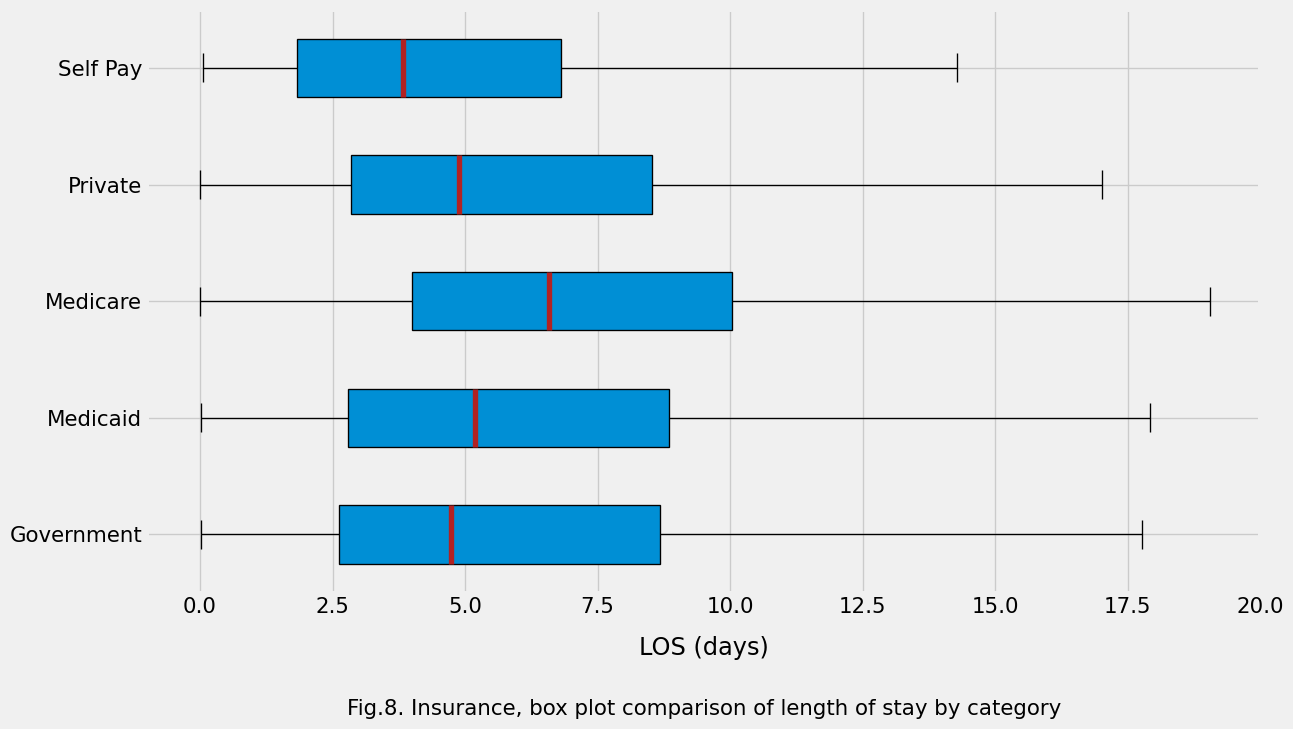 Self Pay
Private
Medicare
Medicaid
Government
0.0 2.5 5.0 7.5 10.0 12.5 15.0 17.5 20.0
LOS (days)
Fig.8. Insurance, box plot comparison of length of stay by category